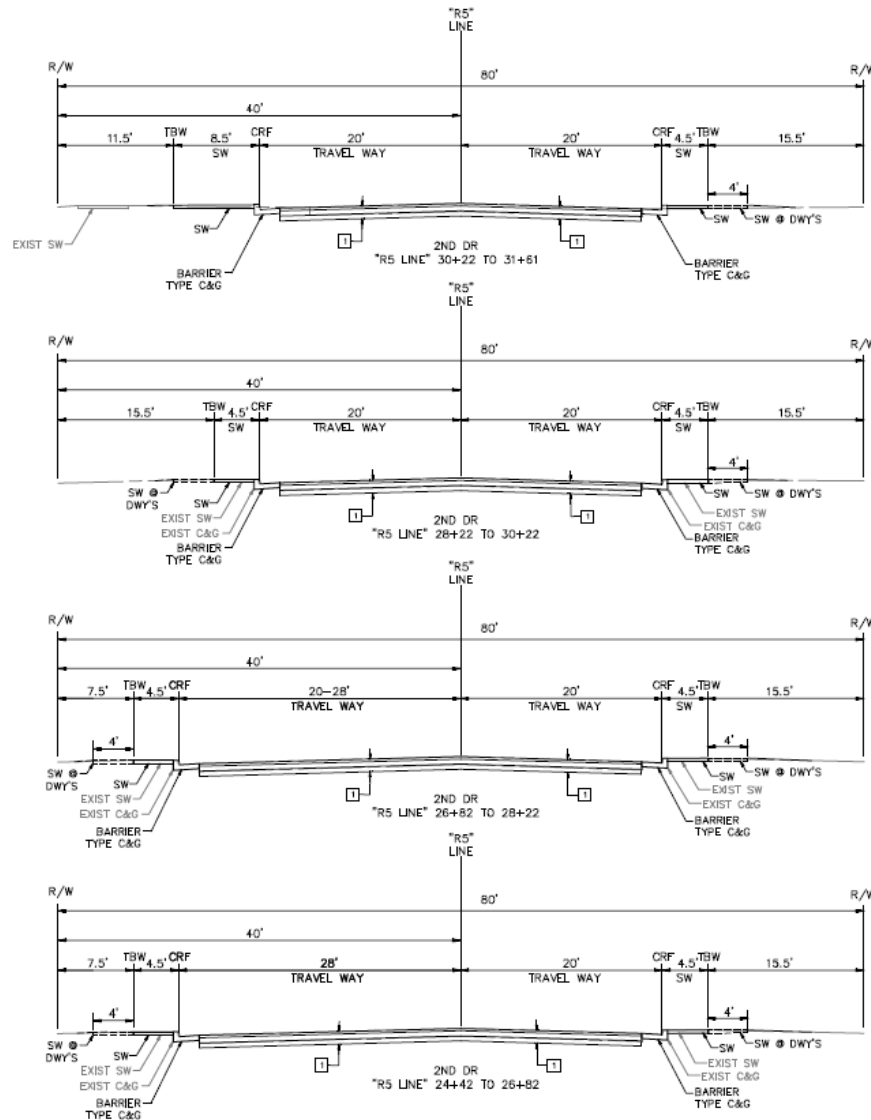 "R5"
LINE
R/W
R/W
80'
40'
11.5'
TBW
8.5'
SW
CRF
20'
TRAVEL WAY
20'
TRAVEL WAY
CRF
4.5'
SW
TBW
15.5'
4'
EXIST SW
SW
BARRIER
TYPE C&G
1
2ND DR
"R5 LINE" 30+22 TO 31+61
1
SW
SW @ DWY'S
BARRIER
TYPE C&G
"R5"
LINE
R/W
R/W
80'
40'
15.5'
TBW
4.5'
SW
CRF
20'
TRAVEL WAY
20'
TRAVEL WAY
CRF
4.5'
SW
TBW
15.5'
4'
SW @
DWY'S
SW
EXIST SW
EXIST C&G
BARRIER
TYPE C&G
1
2ND DR
"R5 LINE" 28+22 TO 30+22
1
SW
SW @ DWY'S
EXIST SW
EXIST C&G
BARRIER
TYPE C&G
"R5"
LINE
R/W
R/W
80'
40'
7.5'
TBW
4.5'
CRF
20-28'
TRAVEL WAY
20'
TRAVEL WAY
CRF
4.5'
SW
TBW
15.5'
4'
4'
SW @
DWY'S
SW
EXIST SW
EXIST C&G
BARRIER
TYPE C&G
1
2ND DR
"R5 LINE" 26+82 TO 28+22
1
SW
SW @ DWY'S
EXIST SW
EXIST C&G
BARRIER
TYPE C&G
"R5"
LINE
R/W
R/W
80'
40'
7.5'
TBW
4.5'
CRF
28'
TRAVEL WAY
20'
TRAVEL WAY
CRF
4.5'
SW
TBW
15.5'
4'
4'
SW @
DWY'S
SW
EXIST SW
EXIST C&G
BARRIER
TYPE C&G
1
2ND DR
"R5 LINE" 24+42 TO 26+82
1
SW
SW @ DWY'S
EXIST SW
EXIST C&G
BARRIER
TYPE C&G